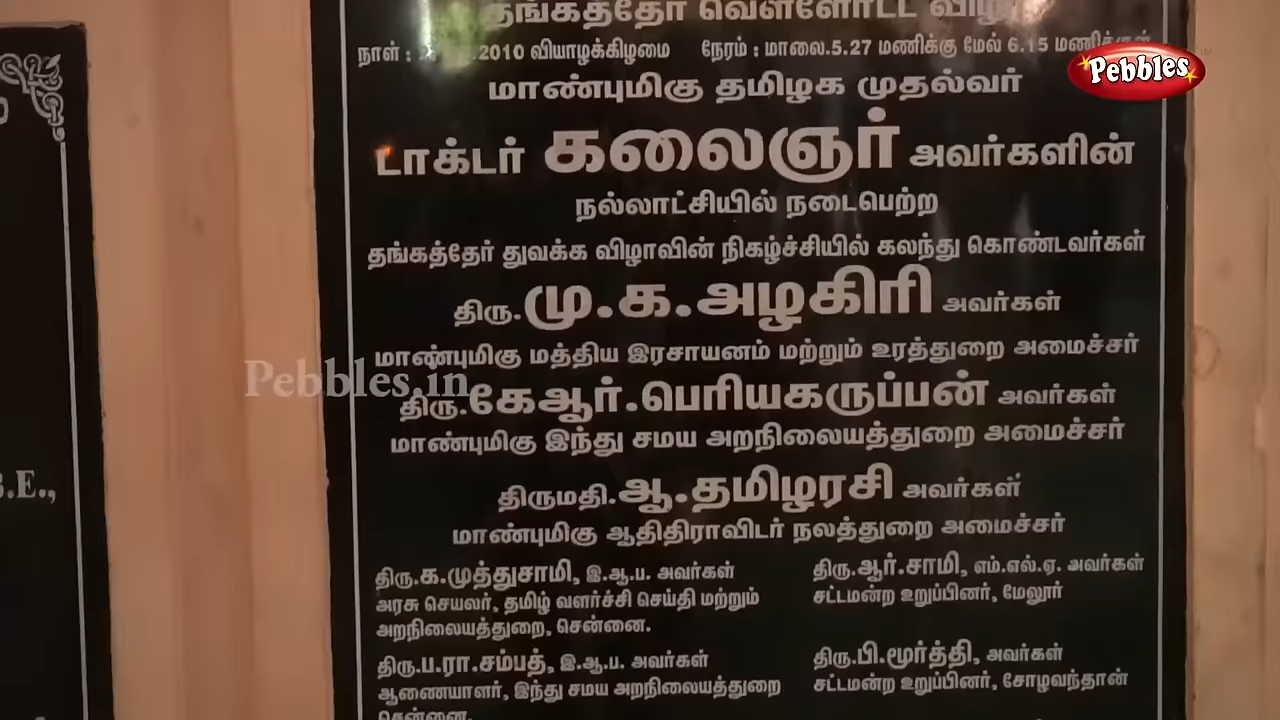 தங்கத்தேர் வெள்ளோட்ட விழா
நாள் : 2010 வியாழக்கிழமை நேரம் : மாலை.5.27 மணிக்கு மேல் 6.15 மணிக்குள்
Pebbles
மாண்புமிகு தமிழக முதல்வர்
டாக்டர் கலைஞர் அவர்களின்
நல்லாட்சியில் நடைபெற்ற
தங்கத்தேர் துவக்க விழாவின் நிகழ்ச்சியில் கலந்து கொண்டவர்கள்
திரு.மு.க.அழகிரி அவர்கள்
மாண்புமிகு மத்திய இரசாயனம் மற்றும் உரத்துறை அமைச்சர்
Pebbles.in
திரு.கே.ஆர்.பெரியகருப்பன் அவர்கள்
மாண்புமிகு இந்து சமய அறநிலையத்துறை அமைச்சர்
B.E.,
திருமதி.ஆ.தமிழரசி அவர்கள்
மாண்புமிகு ஆதிதிராவிடர் நலத்துறை அமைச்சர்
திரு.க.முத்துசாமி, இ.ஆ.ப. அவர்கள்
அரசு செயலர், தமிழ் வளர்ச்சி செய்தி மற்றும்
அறநிலையத்துறை, சென்னை.
திரு.ப.ரா.சம்பத், இ.ஆ.ப. அவர்கள்
ஆணையாளர், இந்து சமய அறநிலையத்துறை
சென்னை.
திரு.ஆர்.சாமி, எம்.எல்.ஏ. அவர்கள்
சட்டமன்ற உறுப்பினர், மேலூர்
திரு.பி.மூர்த்தி, அவர்கள்
சட்டமன்ற உறுப்பினர், சோழவந்தான்